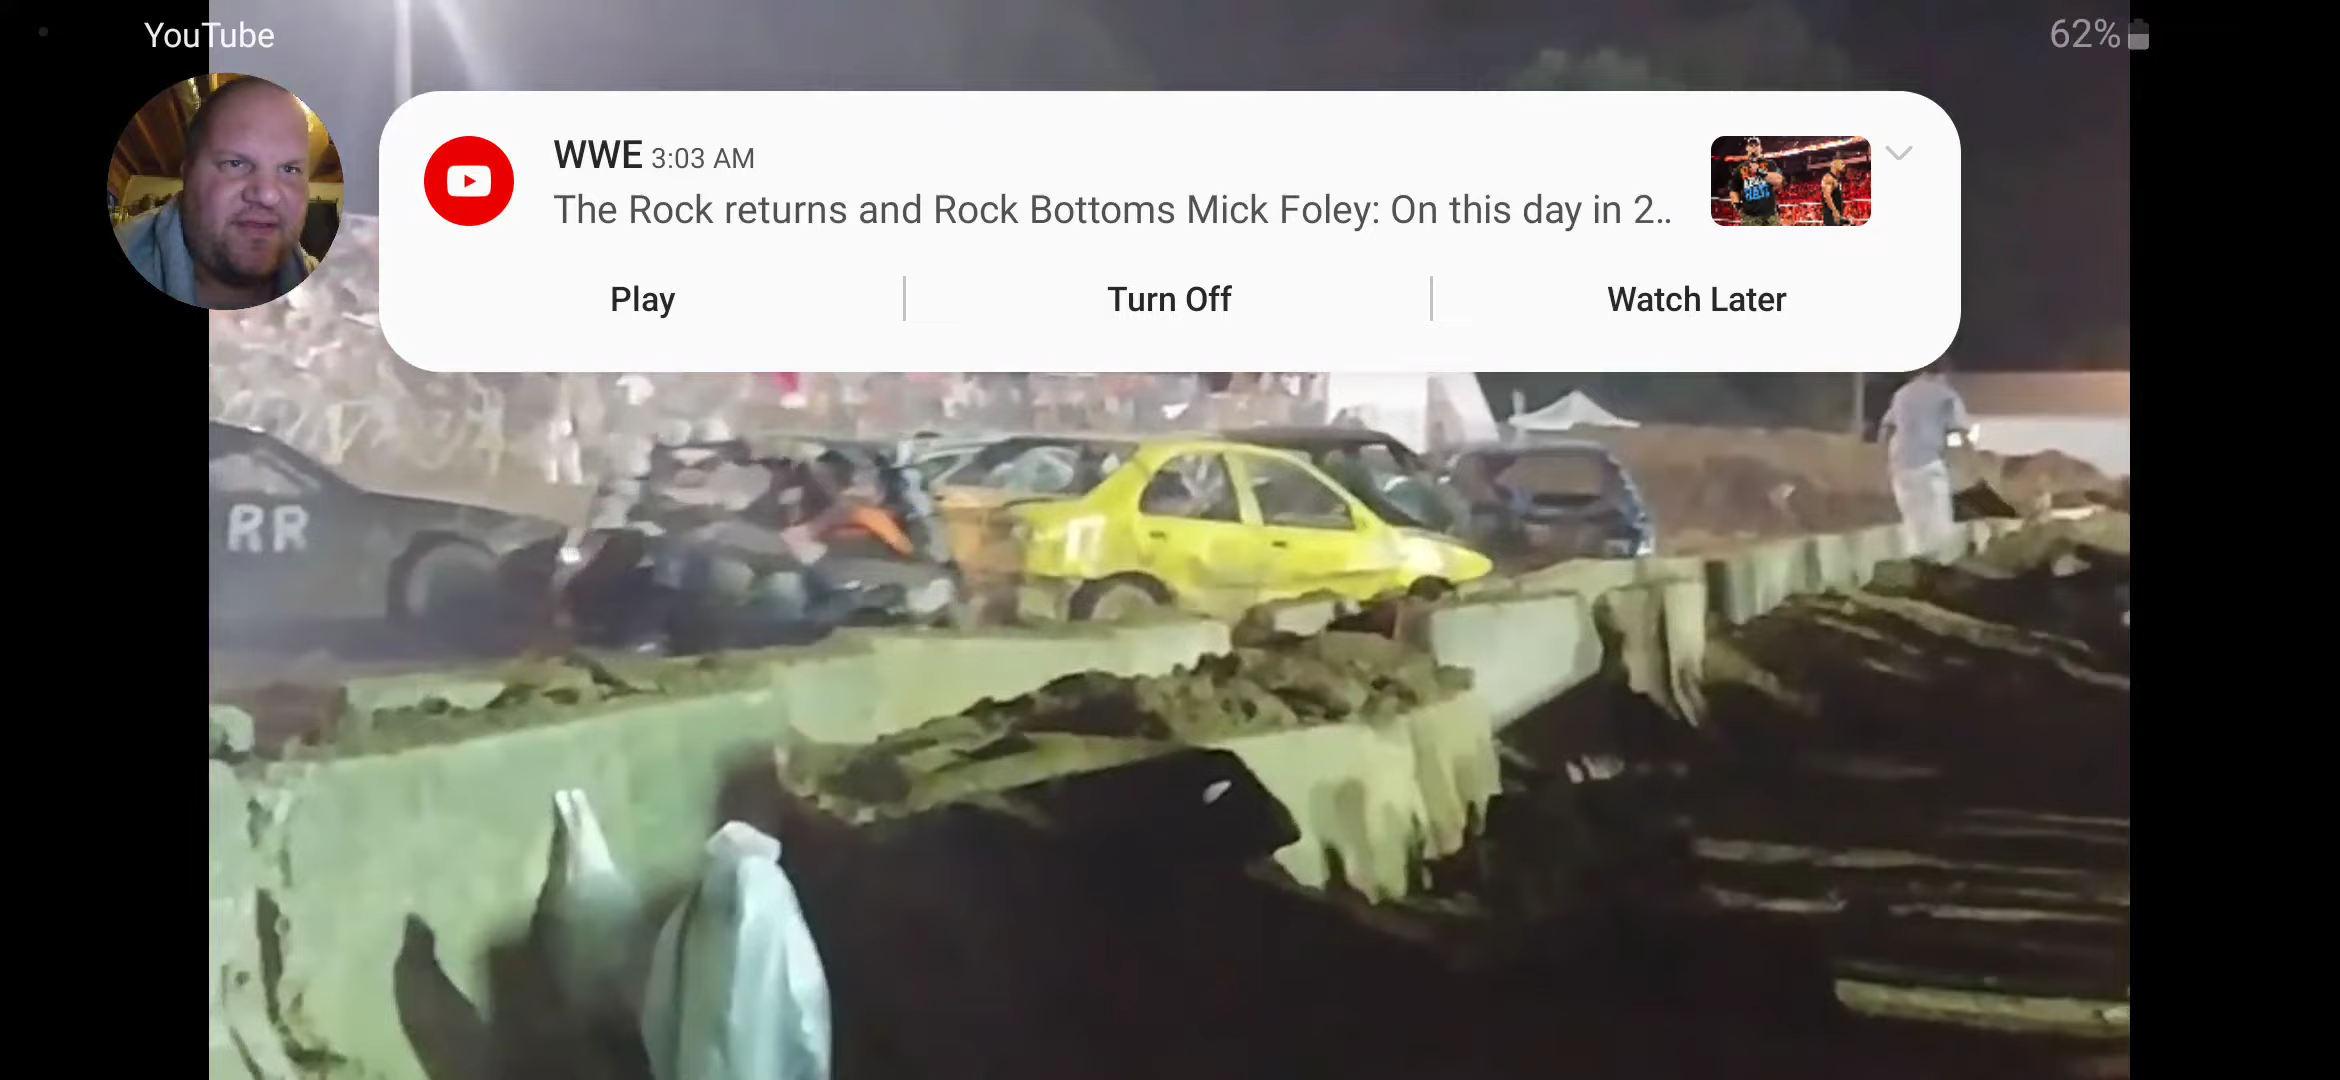 YouTube
62%
WWE 3:03 AM
The Rock returns and Rock Bottoms Mick Foley: On this day in 2..
Play
Turn Off
Watch Later
RR